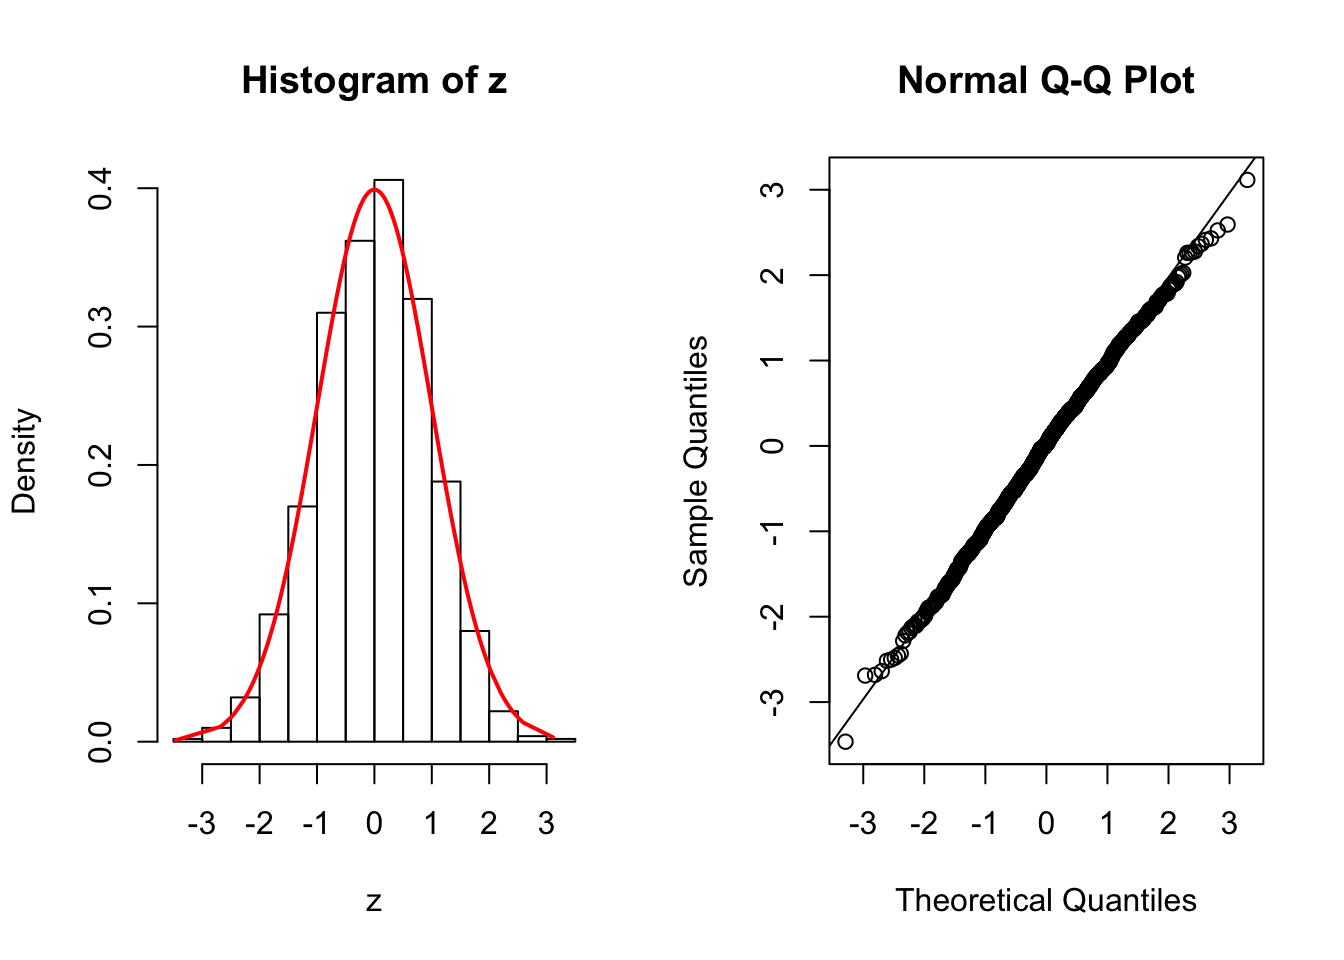 Histogram of z
Density
0.0 0.1 0.2 0.3 0.4
-3 -2 -1 0 1 2 3
z
Normal Q-Q Plot
Sample Quantiles
-3 -2 -1 0 1 2 3
-3 -2 -1 0 1 2 3
Theoretical Quantiles